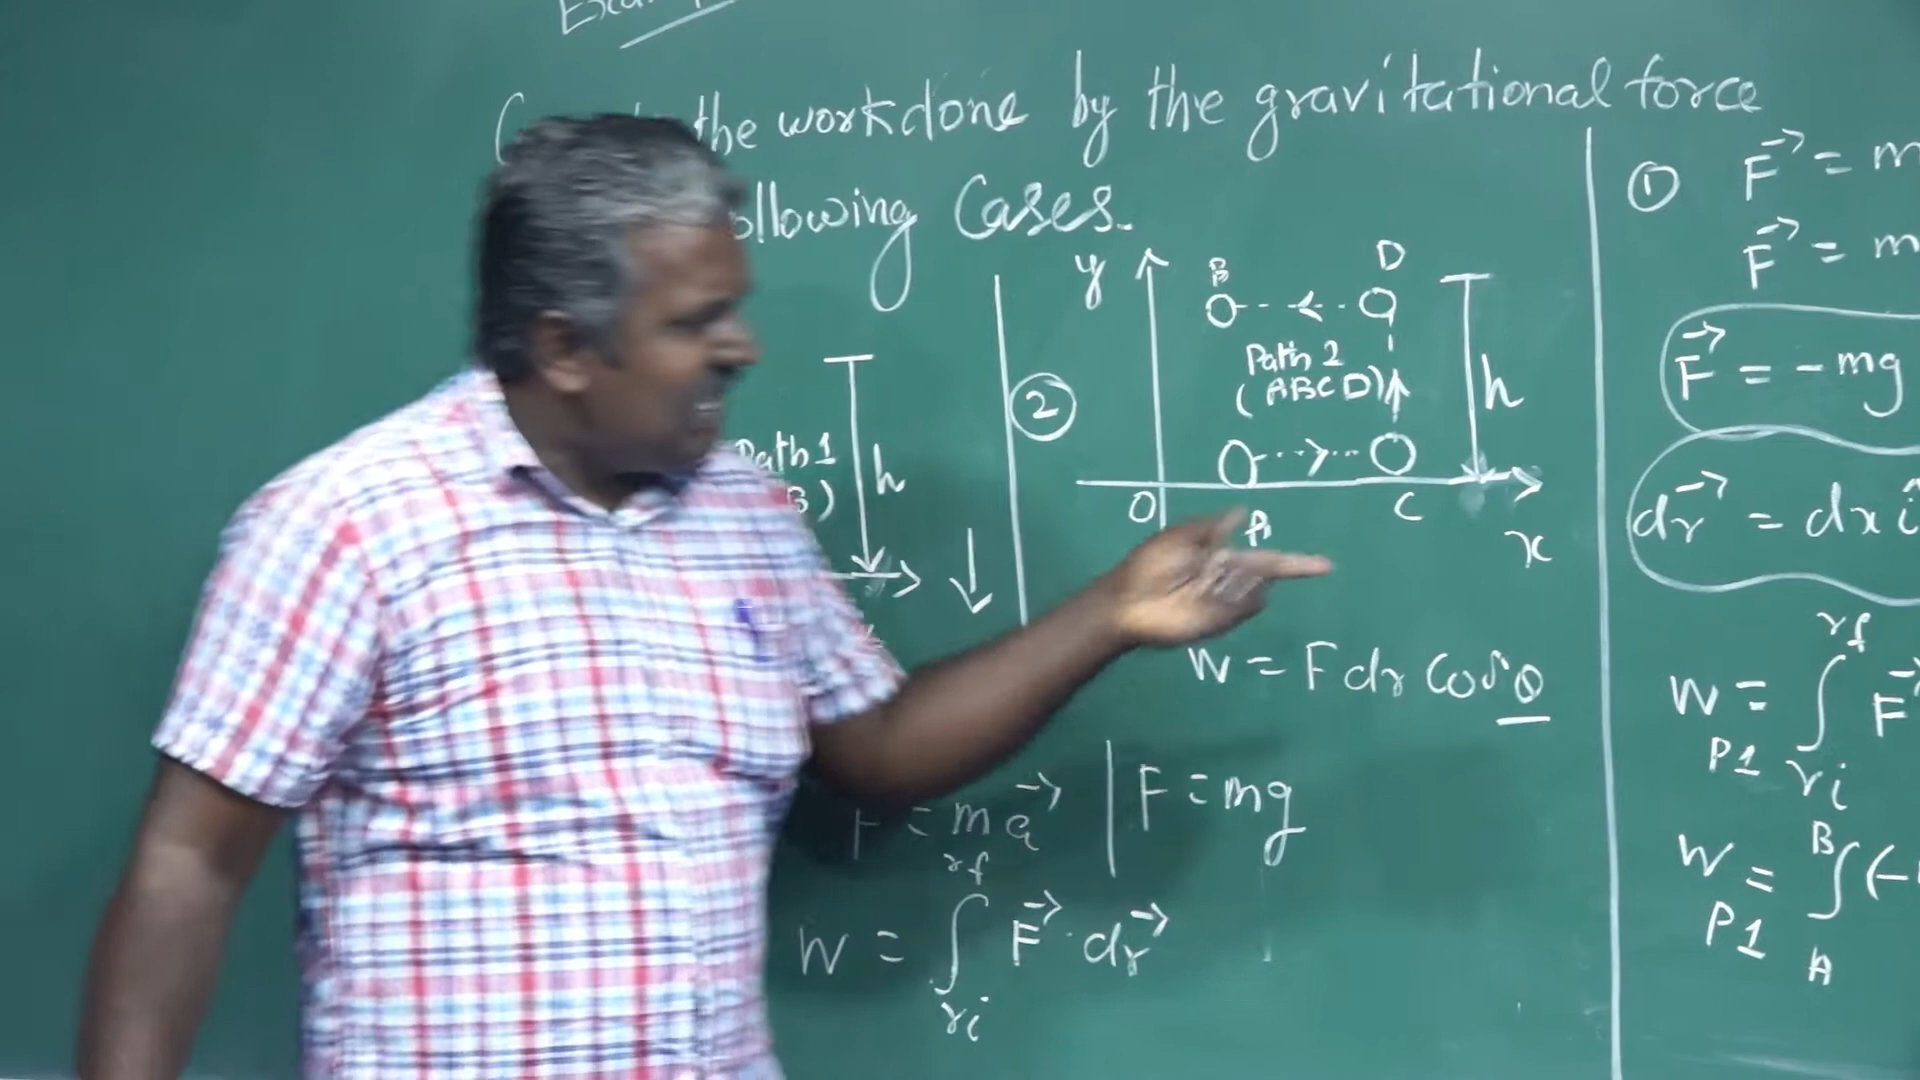 the workdone by the gravitational force
ollowing Cases.
Path 1
B)
h
②
y
B
D
Path 2
(ABCD)
h
O
A
C
x
W = F dr Cos θ
F = ma⃗ | F = mg
W = ∫ F⃗ · dr⃗
rf
ri
① F⃗ = m
F⃗ = m
F⃗ = -mg
dr⃗ = dx î
W = ∫ F⃗
P1
rf
ri
W = ∫ (-
P1
B
A